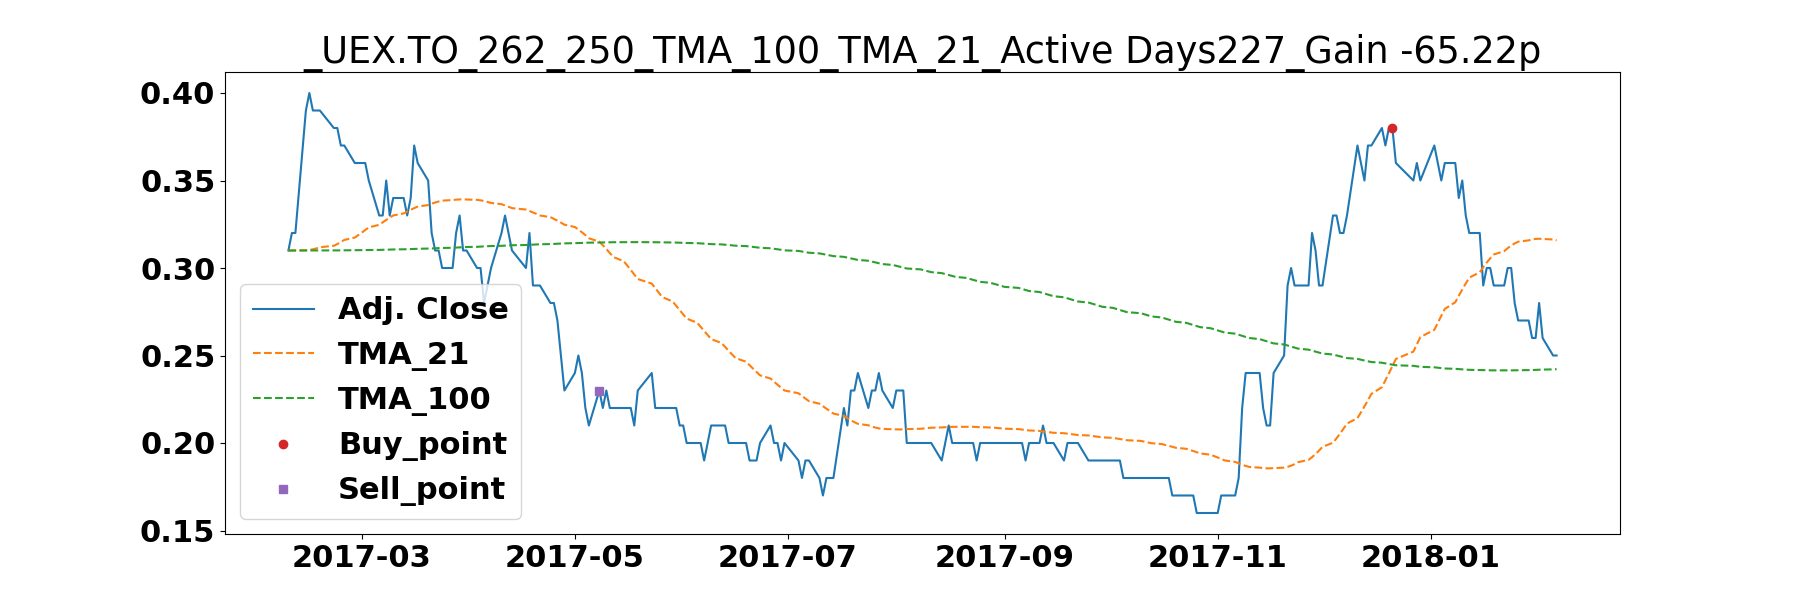 _UEX.TO_262_250_TMA_100_TMA_21_Active Days227_Gain -65.22p
0.40
0.35
0.30
0.25
0.20
0.15
Adj. Close
TMA_21
TMA_100
Buy_point
Sell_point
2017-03 2017-05 2017-07 2017-09 2017-11 2018-01